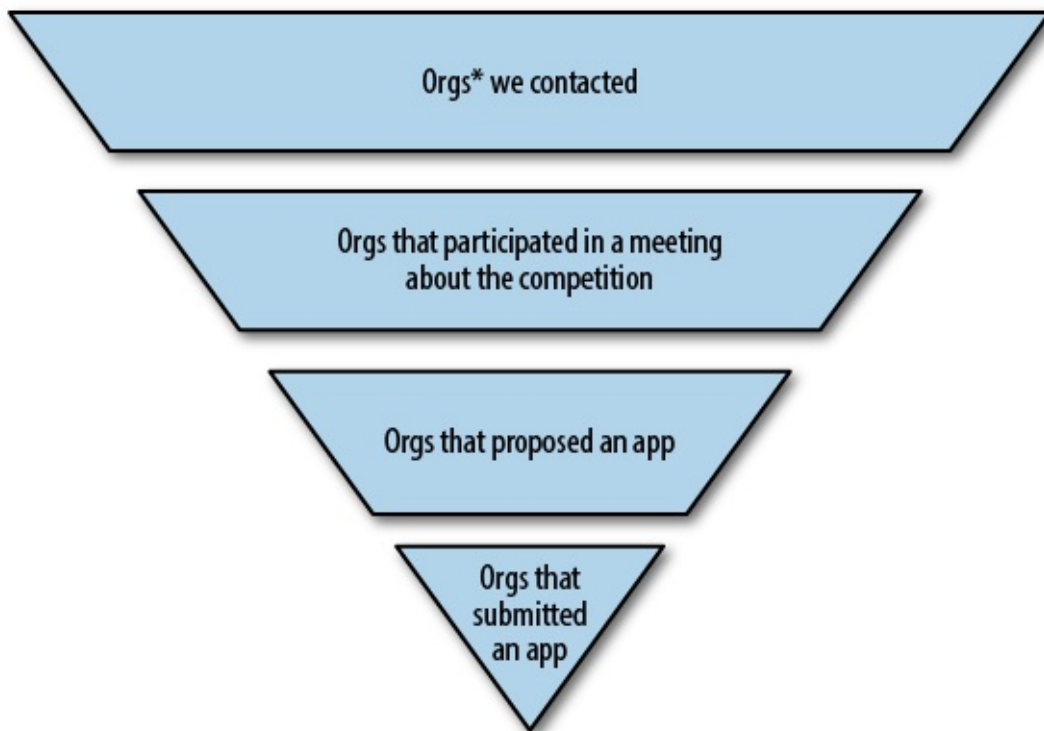 Orgs* we contacted
Orgs that participated in a meeting
about the competition
Orgs that proposed an app
Orgs that
submitted
an app